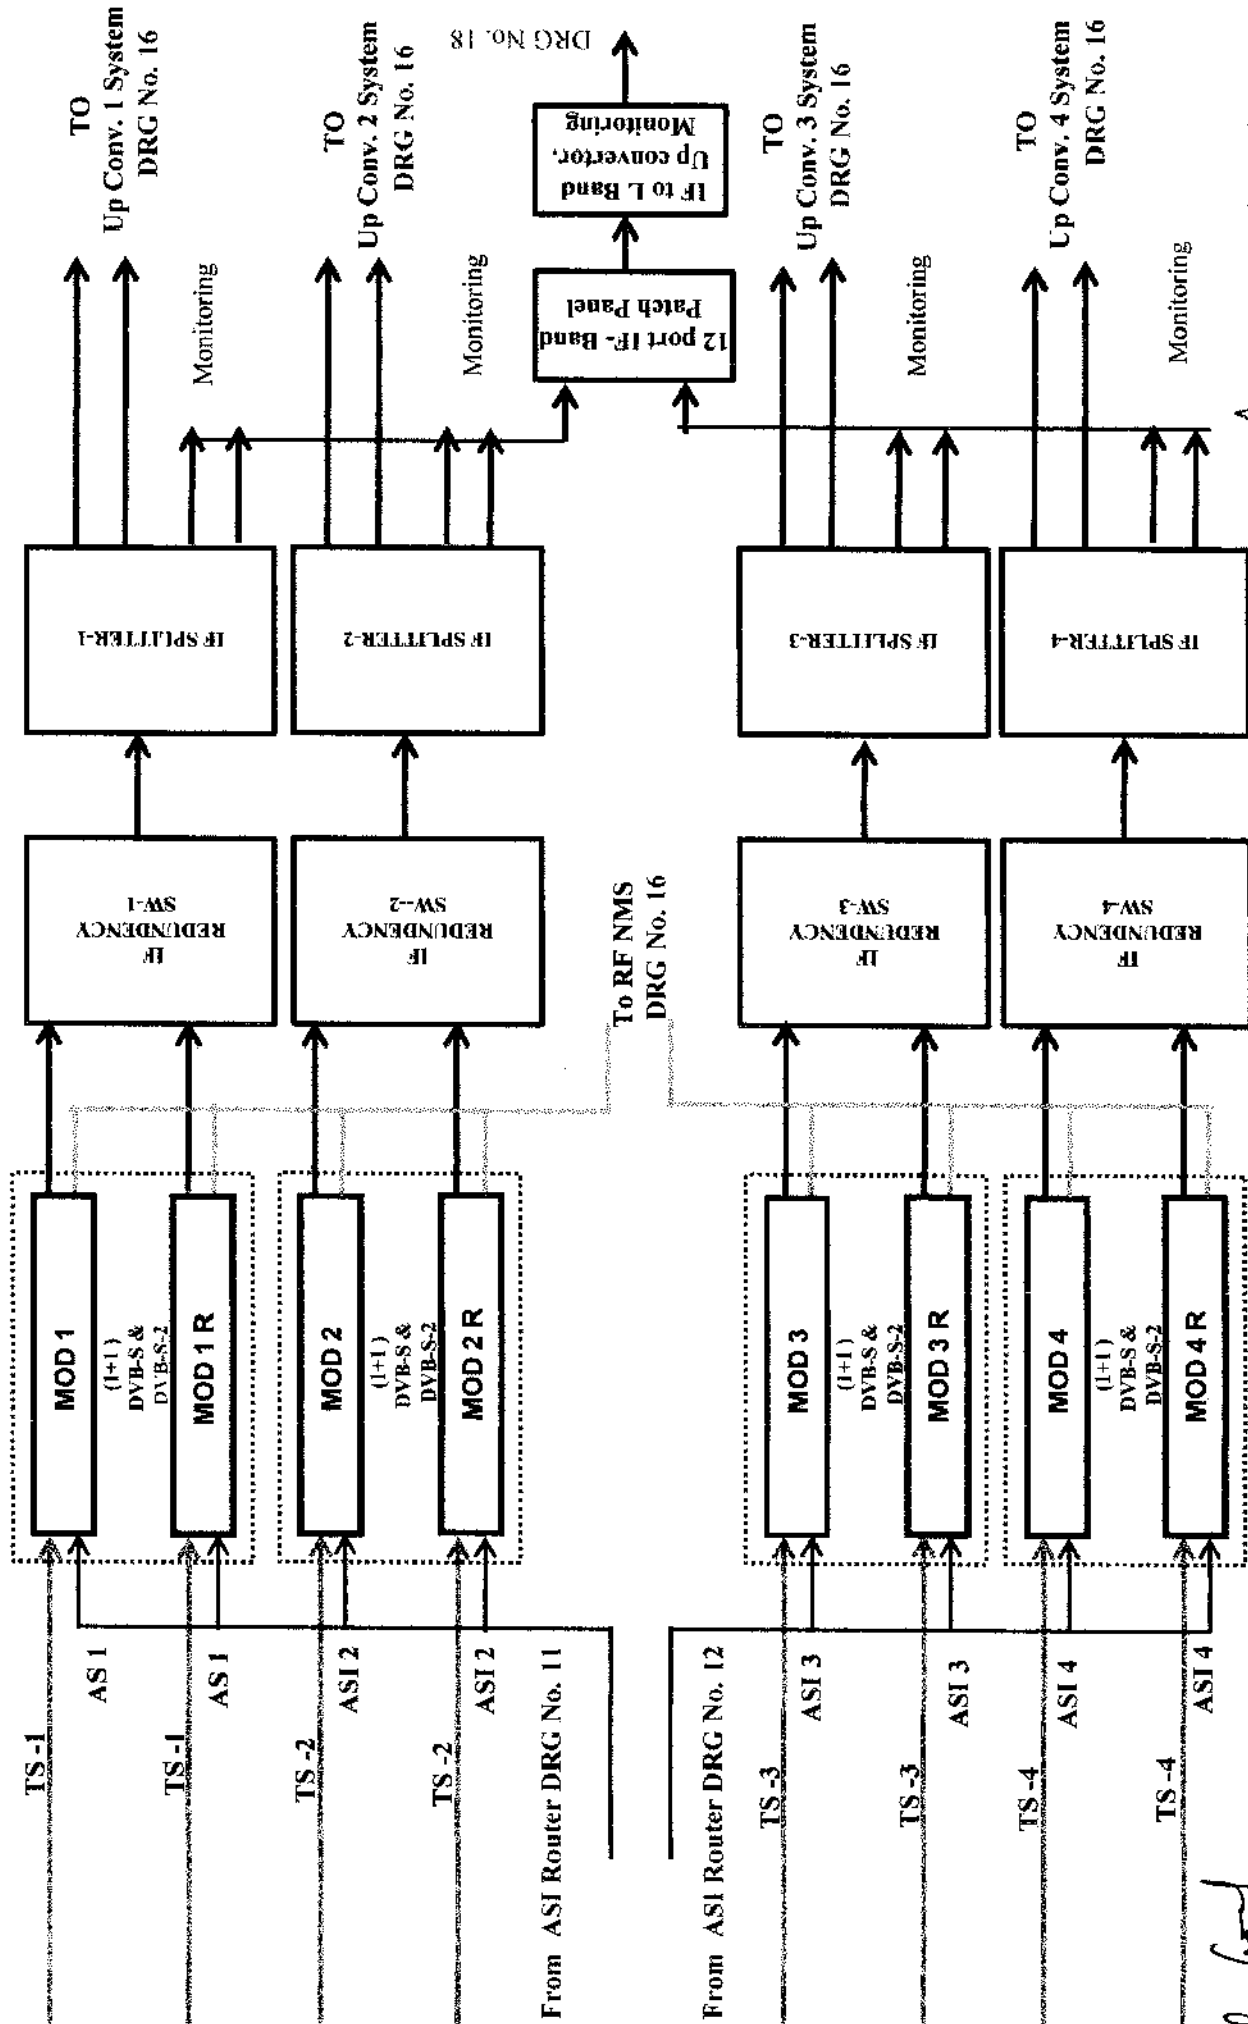 TO
Up Conv. 1 System
DRG No. 16
TO
Up Conv. 2 System
DRG No. 16
DRG No. 18
TO
Up Conv. 3 System
DRG No. 16
TO
Up Conv. 4 System
DRG No. 16
IF to L Band
Up convertor.
Monitoring
12 port IF- Band
Patch Panel
Monitoring
Monitoring
Monitoring
Monitoring
IF SPLITTER-1
IF SPLITTER-2
IF SPLITTER-3
IF SPLITTER-4
IF
REDUNDENCY
SW-1
IF
REDUNDENCY
SW--2
IF
REDUNDENCY
SW-3
IF
REDUNDENCY
SW-4
To RF NMS
DRG No. 16
MOD 1
(1+1)
DVB-S &
DVB-S-2
MOD 1 R
MOD 2
(1+1)
DVB-S &
DVB-S-2
MOD 2 R
MOD 3
(1+1)
DVB-S &
DVB-S-2
MOD 3 R
MOD 4
(1+1)
DVB-S &
DVB-S-2
MOD 4 R
TS -1
AS 1
TS -1
AS 1
TS -2
ASI 2
TS -2
ASI 2
From ASI Router DRG No. 11
From ASI Router DRG No. 12
TS -3
ASI 3
TS -3
ASI 3
TS -4
ASI 4
TS -4
ASI 4